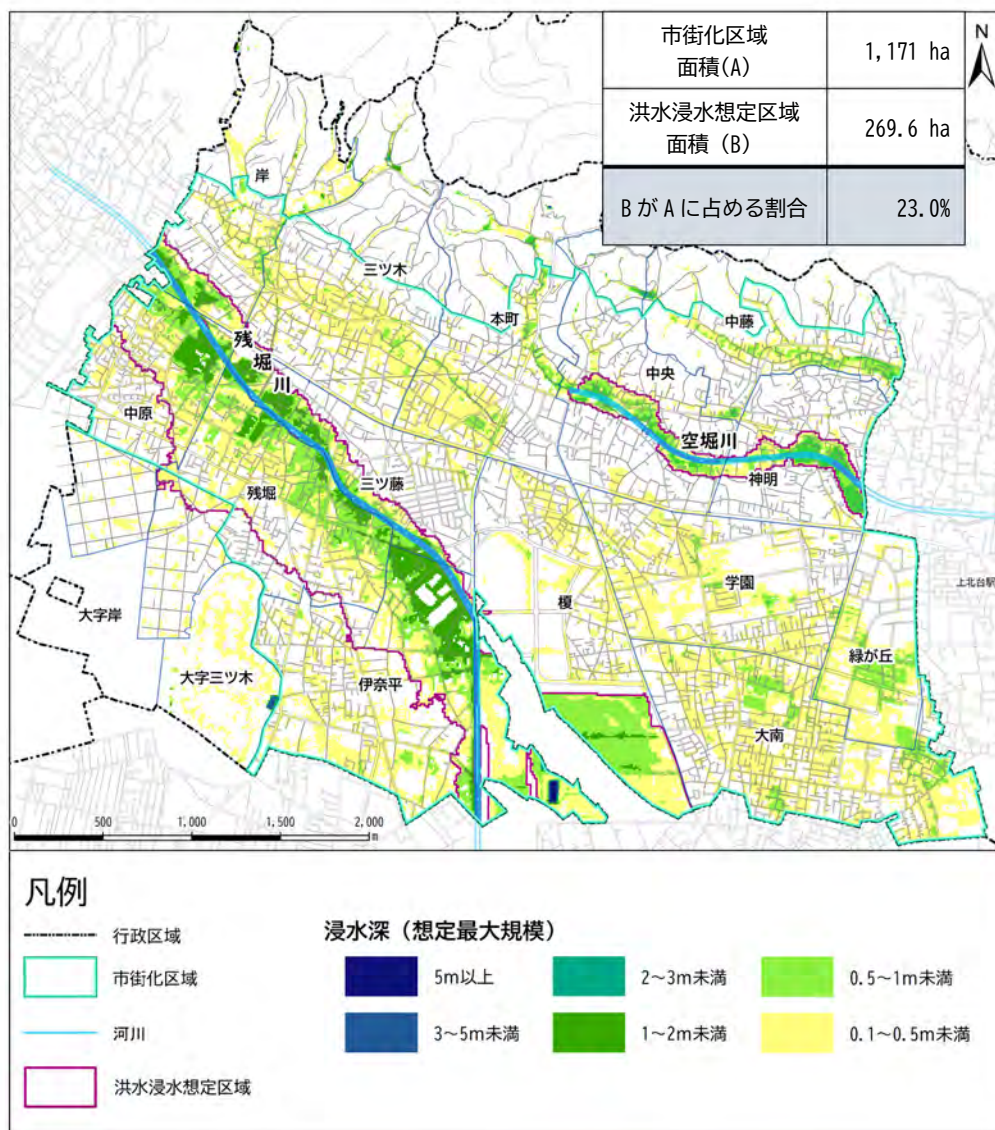 市街化区域
面積(A)
1,171 ha
N
洪水浸水想定区域
面積（B）
269.6 ha
B が A に占める割合
23.0%
岸
三ツ木
本町
中藤
残堀川
中央
中原
空堀川
神明
三ツ藤
残堀
学園
上北台駅
榎
大字岸
緑が丘
大字三ツ木
伊奈平
大南
0 500 1,000 1,500 2,000
m
凡例
行政区域
市街化区域
河川
洪水浸水想定区域
浸水深（想定最大規模）
5m以上
2～3m未満
0.5～1m未満
3～5m未満
1～2m未満
0.1～0.5m未満